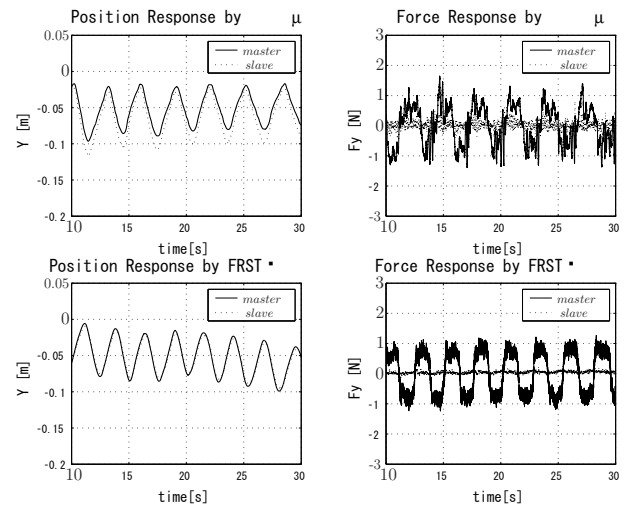 Position Response by μ
0.05
0
-0.05
-0.1
-0.15
-0.2
Y [m]
10 15 20 25 30
time[s]
master
slave
Force Response by μ
3
2
1
0
-1
-2
-3
Fy [N]
10 15 20 25 30
time[s]
master
slave
Position Response by FRST▪
0.05
0
-0.05
-0.1
-0.15
-0.2
Y [m]
10 15 20 25 30
time[s]
master
slave
Force Response by FRST▪
3
2
1
0
-1
-2
-3
Fy [N]
10 15 20 25 30
time[s]
master
slave